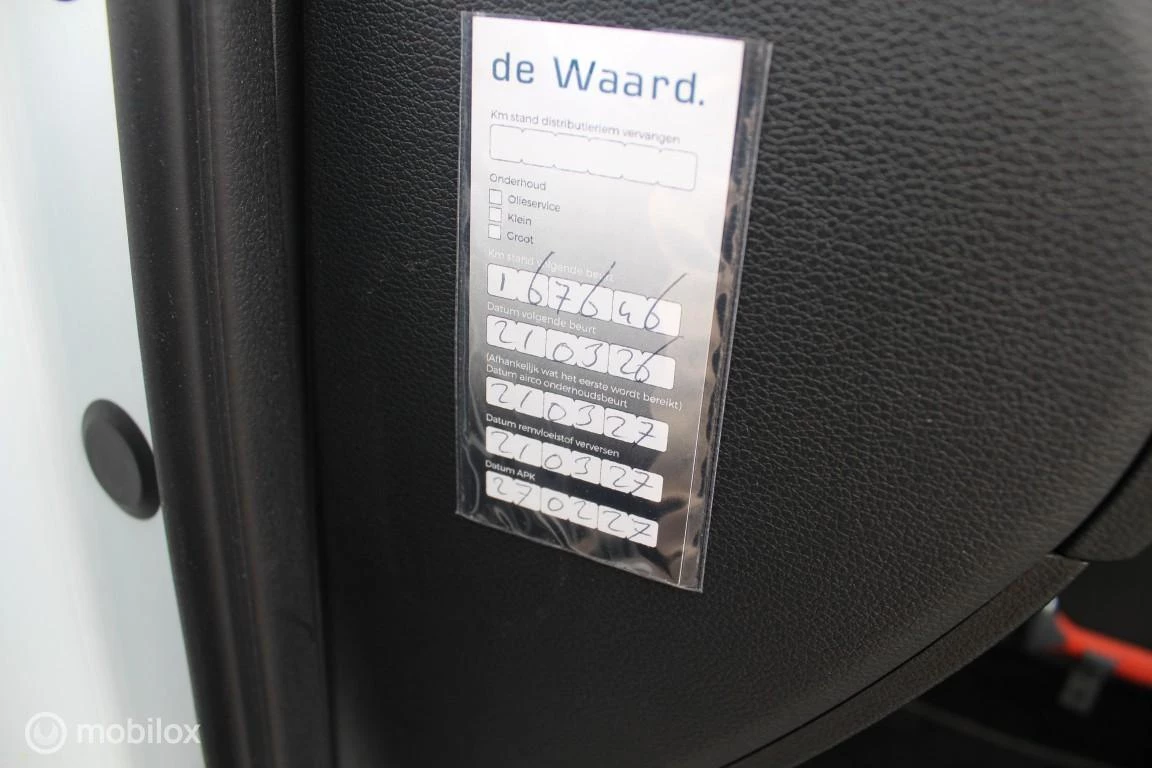 de Waard.
Km stand distributieriem vervangen
Onderhoud
Olieservice
Klein
Groot
Km stand volgende beurt
167646
Datum volgende beurt
210326
(Afhankelijk wat het eerste wordt bereikt)
Datum airco onderhoudsbeurt
210327
Datum remvloeistof verversen
210327
Datum APK
270227
mobilox